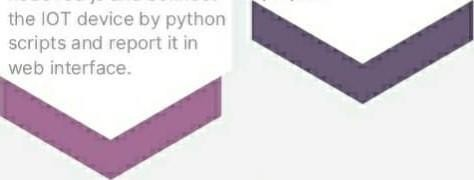 the IOT device by python
scripts and report it in
web interface.